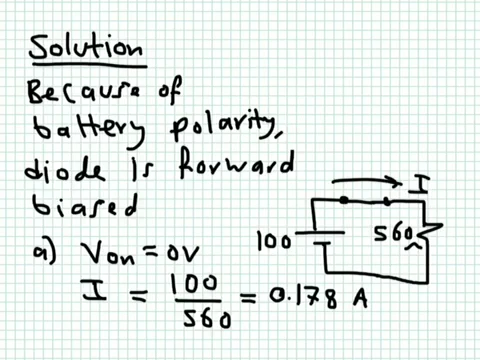 Solution
Because of
battery polarity,
diode is forward
biased
I
100
560
a) Von = 0V
I = 100/560 = 0.178 A